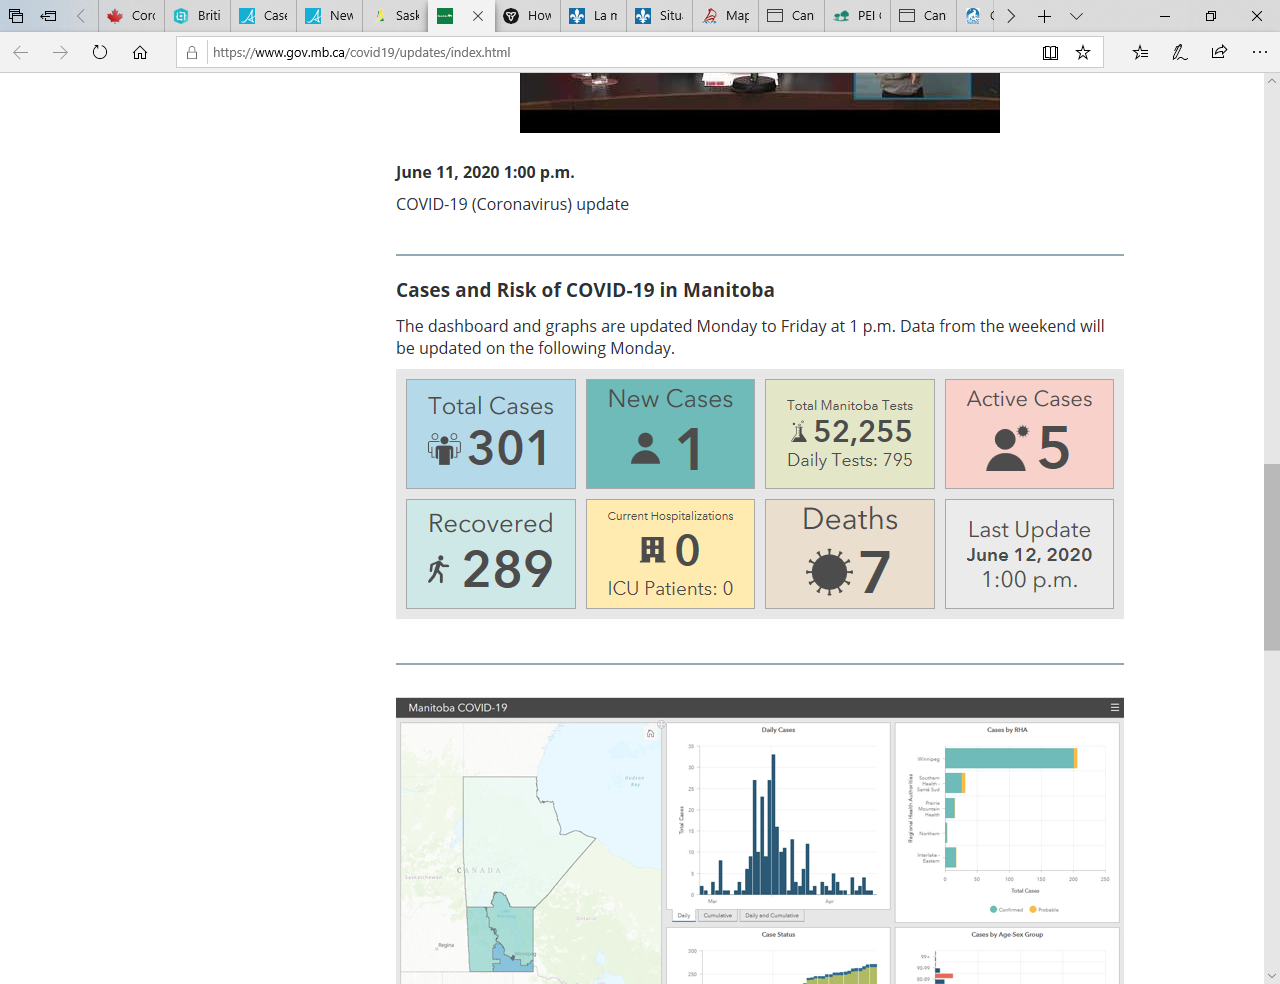 Corc
Briti
Case
New
Sask
How
La m
Situ
Map
Can
PEI
Can
https://www.gov.mb.ca/covid19/updates/index.html
June 11, 2020 1:00 p.m.
COVID-19 (Coronavirus) update
Cases and Risk of COVID-19 in Manitoba
The dashboard and graphs are updated Monday to Friday at 1 p.m. Data from the weekend will
be updated on the following Monday.
Total Cases
301
New Cases
1
Total Manitoba Tests
52,255
Daily Tests: 795
Active Cases
5
Recovered
289
Current Hospitalizations
0
ICU Patients: 0
Deaths
7
Last Update
June 12, 2020
1:00 p.m.
Manitoba COVID-19
Hudson
Bay
CANADA
Saskatchewan
Ontario
Regina
Winnipeg
Daily Cases
Total Cases
35
30
25
20
15
10
5
0
Mar
Apr
Daily
Cumulative
Daily and Cumulative
Cases by RHA
Regional Health Authorities
Winnipeg
Southern
Health -
Santé Sud
Prairie
Mountain
Health
Northern
Interlake -
Eastern
0 50 100 150 200 250
Total Cases
Confirmed
Probable
Case Status
300
250
Cases by Age-Sex Group
99+
90-99
80-89